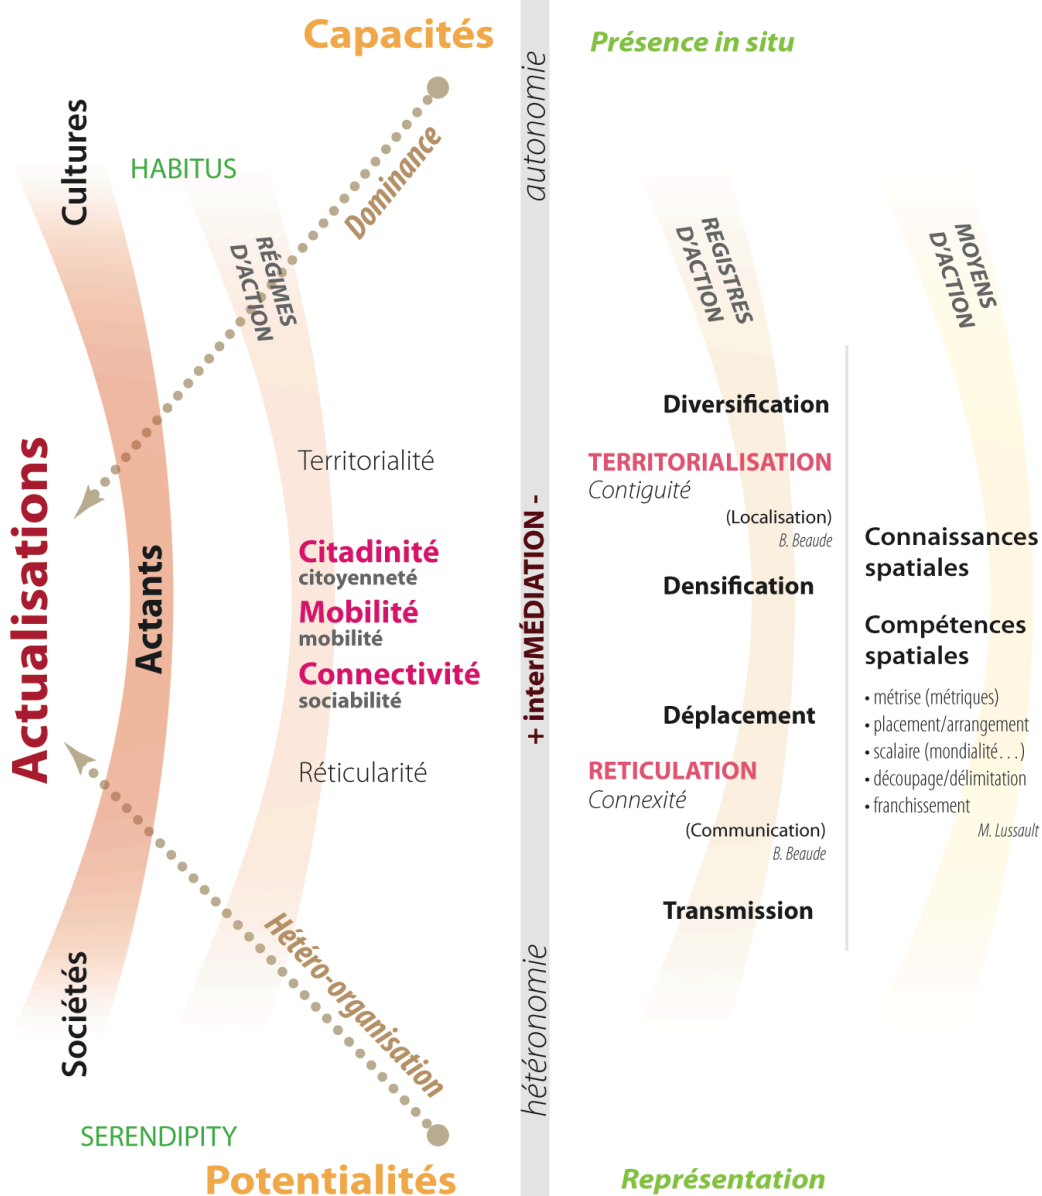 Capacités
Présence in situ
autonomie
Cultures
HABITUS
Dominance
RÉGIMES
D'ACTION
REGISTRES
D'ACTION
MOYENS
D'ACTION
Actualisations
Actants
Territorialité
Citadinité
citoyenneté
Mobilité
mobilité
Connectivité
sociabilité
Réticularité
+ interMÉDIATION -
Diversification
TERRITORIALISATION
Contiguité
(Localisation)
B. Beaude
Densification
Déplacement
RETICULATION
Connexité
(Communication)
B. Beaude
Transmission
Connaissances
spatiales
Compétences
spatiales
• métrise (métriques)
• placement/arrangement
• scalaire (mondialité…)
• découpage/délimitation
• franchissement
M. Lussault
Sociétés
Hétéro-organisation
hétéronomie
SERENDIPITY
Potentialités
Représentation